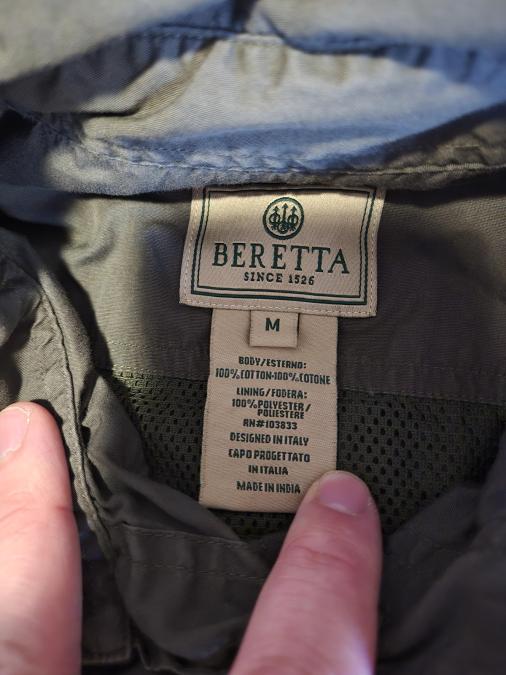 BERETTA
SINCE 1526
M
BODY/ESTERNO:
100%COTTON-100%COTONE
LINING/FODERA:
100%POLYESTER/
POLIESTERE
RN#103833
DESIGNED IN ITALY
CAPO PROGETTATO
IN ITALIA
MADE IN INDIA